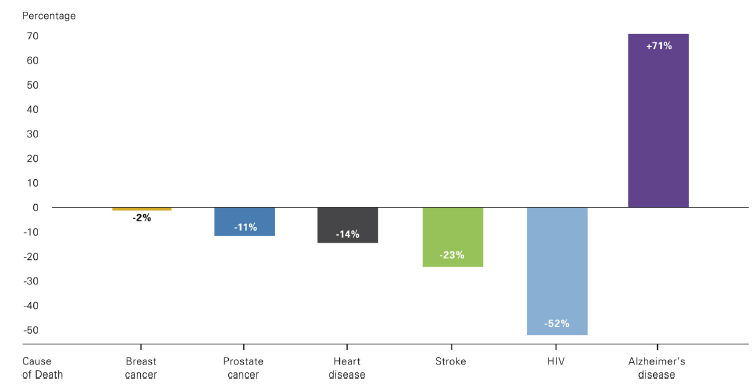 Percentage
70
60
50
40
30
20
10
0
-10
-20
-30
-40
-50
-2%
-11%
-14%
-23%
-52%
+71%
Cause
of Death
Breast
cancer
Prostate
cancer
Heart
disease
Stroke
HIV
Alzheimer's
disease